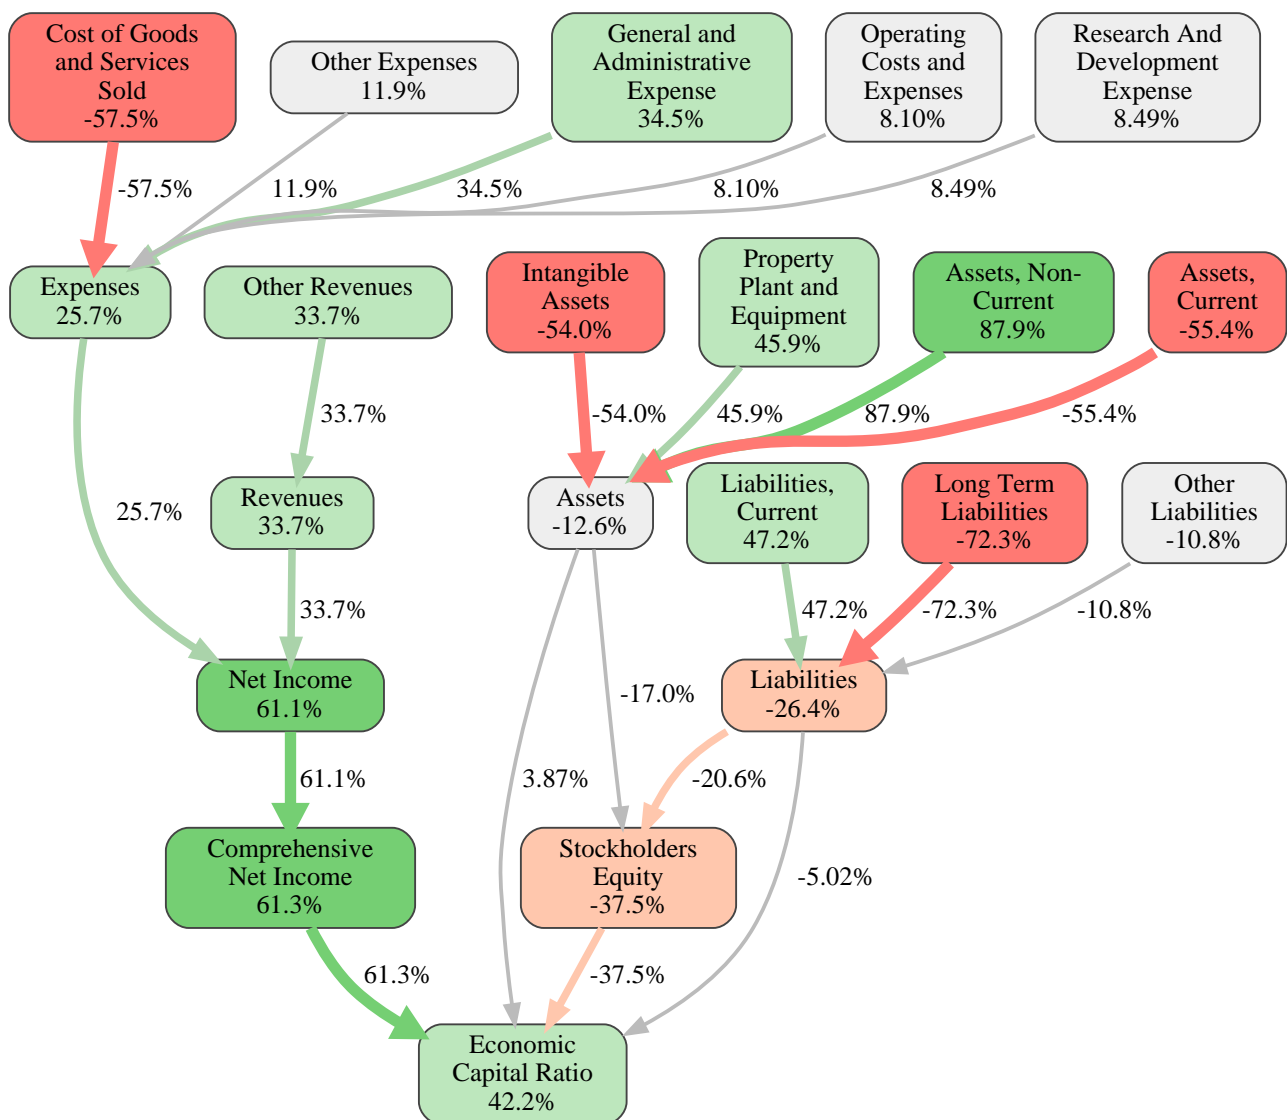 Cost of Goods
and Services
Sold
-57.5%
Other Expenses
11.9%
General and
Administrative
Expense
34.5%
Operating
Costs and
Expenses
8.10%
Research And
Development
Expense
8.49%
-57.5%
11.9%
34.5%
8.10%
8.49%
Expenses
25.7%
Other Revenues
33.7%
Intangible
Assets
-54.0%
Property
Plant and
Equipment
45.9%
Assets, Non-
Current
87.9%
Assets,
Current
-55.4%
33.7%
-54.0%
45.9%
87.9%
-55.4%
25.7%
Revenues
33.7%
Assets
-12.6%
Liabilities,
Current
47.2%
Long Term
Liabilities
-72.3%
Other
Liabilities
-10.8%
33.7%
47.2%
-72.3%
-10.8%
Net Income
61.1%
-17.0%
Liabilities
-26.4%
61.1%
3.87%
-20.6%
Comprehensive
Net Income
61.3%
Stockholders
Equity
-37.5%
-5.02%
61.3%
-37.5%
Economic
Capital Ratio
42.2%